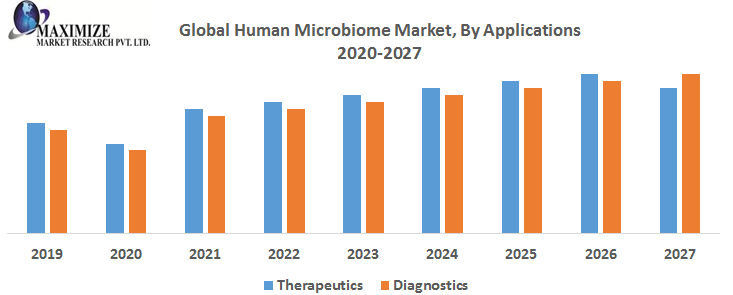 MAXIMIZE
MARKET RESEARCH PVT. LTD.
Global Human Microbiome Market, By Applications
2020-2027
2019 2020 2021 2022 2023 2024 2025 2026 2027
Therapeutics Diagnostics